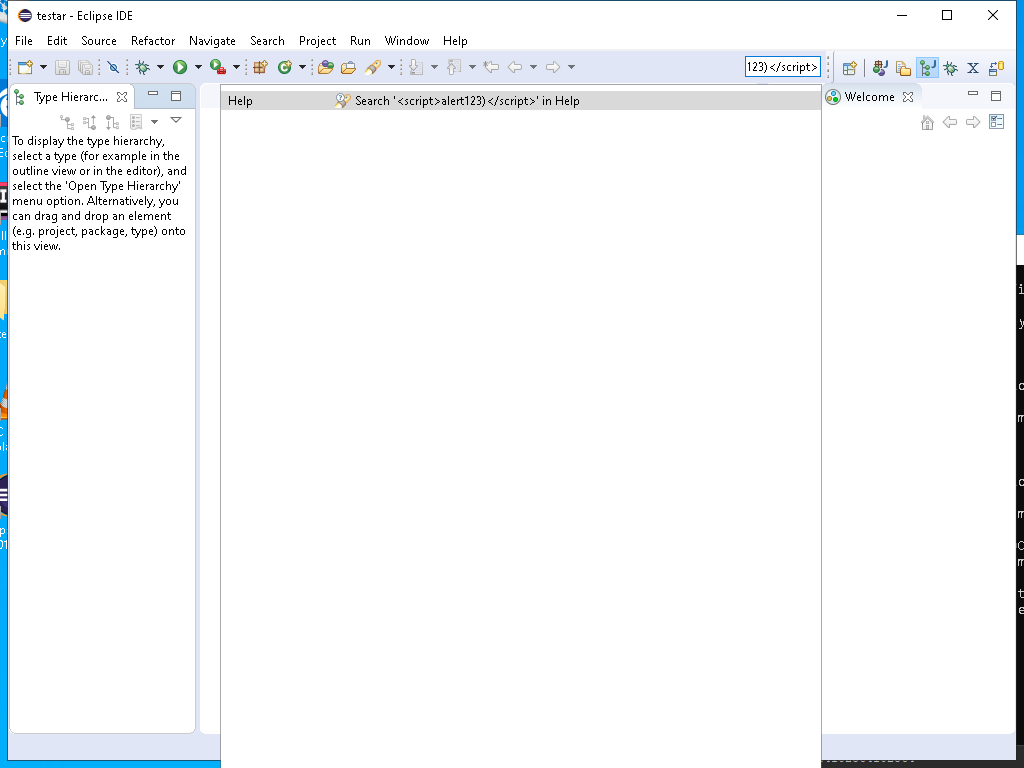 testar - Eclipse IDE
File Edit Source Refactor Navigate Search Project Run Window Help
123)</script>
Type Hierarc...
Help Search '<script>alert123)</script>' in Help
Welcome
To display the type hierarchy,
select a type (for example in the
outline view or in the editor), and
select the 'Open Type Hierarchy'
menu option. Alternatively, you
can drag and drop an element
(e.g. project, package, type) onto
this view.